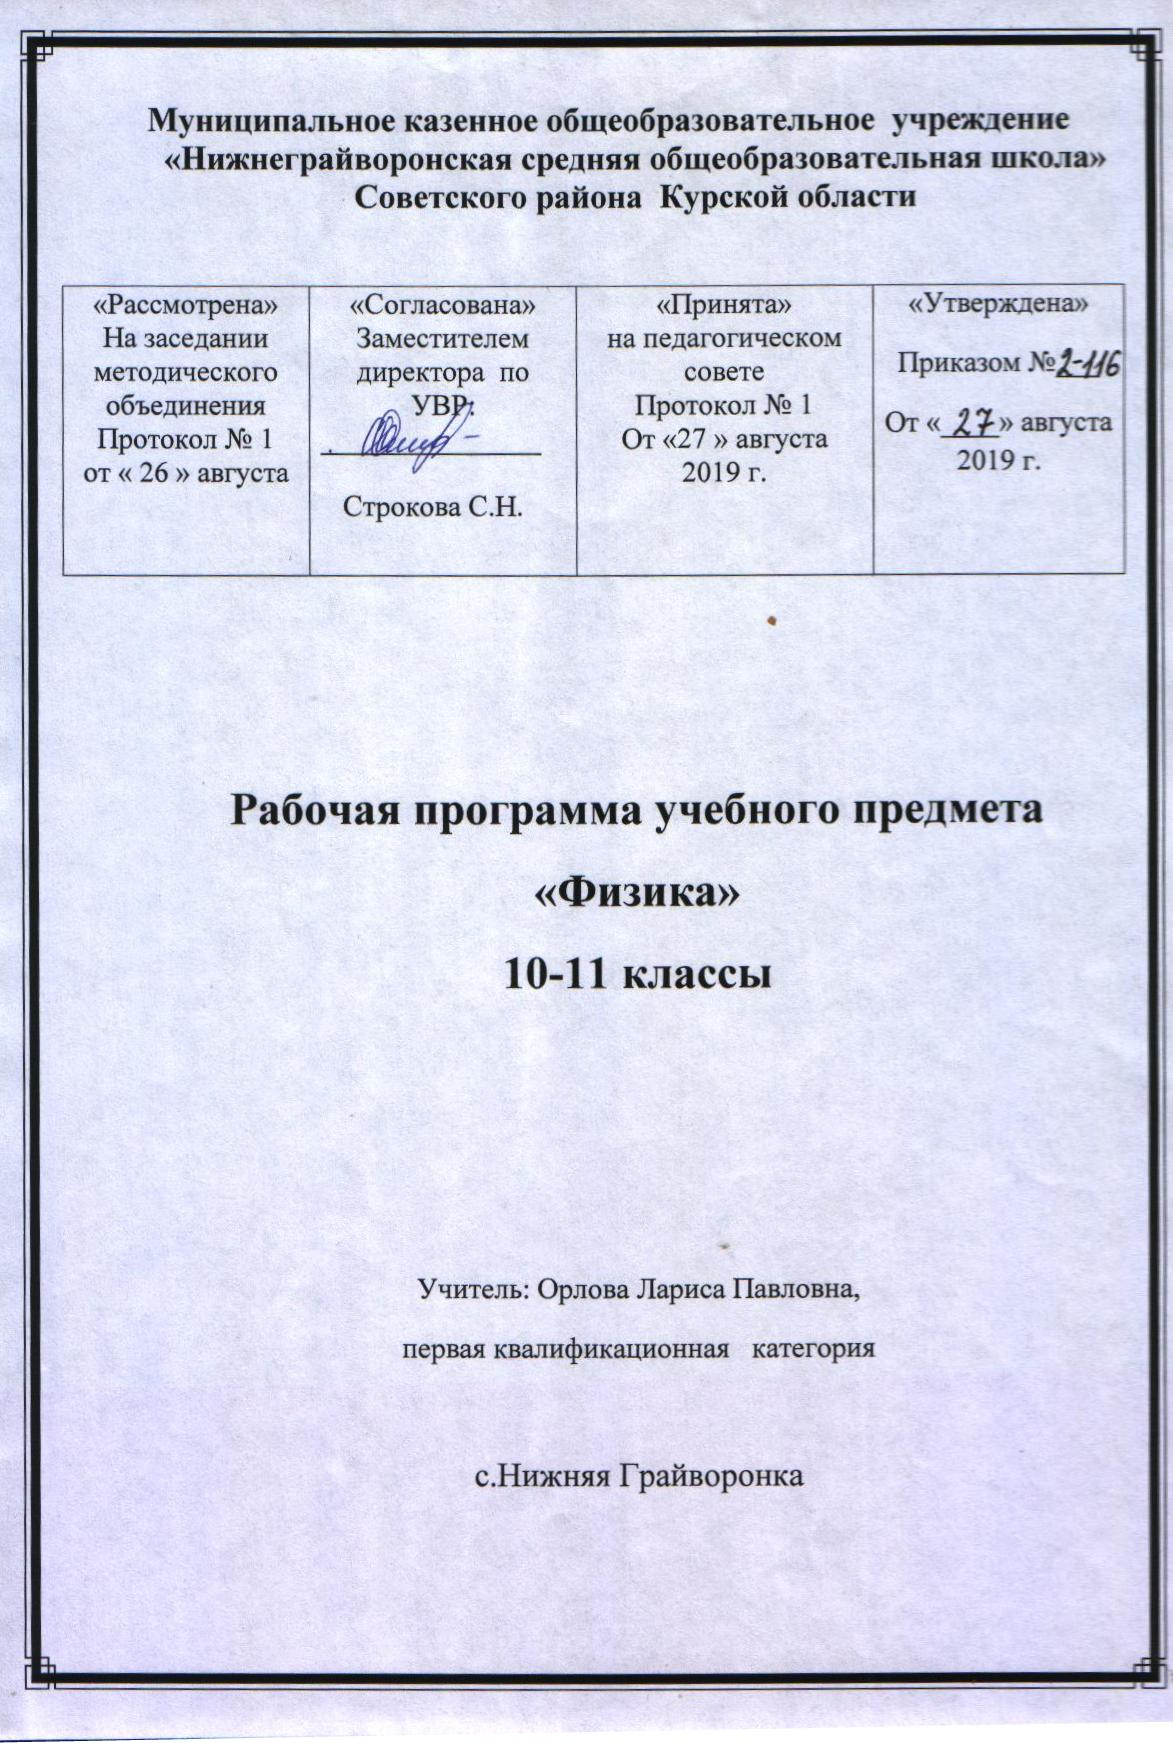 Муниципальное казенное общеобразовательное учреждение
«Нижнеграйворонская средняя общеобразовательная школа»
Советского района Курской области
«Рассмотрена»
На заседании
методического
объединения
Протокол № 1
от « 26 » августа
«Согласована»
Заместителем
директора по
УВР:
Строкова С.Н.
«Принята»
на педагогическом
совете
Протокол № 1
От «27 » августа
2019 г.
«Утверждена»
Приказом № 2-116
От « 27 » августа
2019 г.
Рабочая программа учебного предмета
«Физика»
10-11 классы
Учитель: Орлова Лариса Павловна,
первая квалификационная категория
с.Нижняя Грайворонка